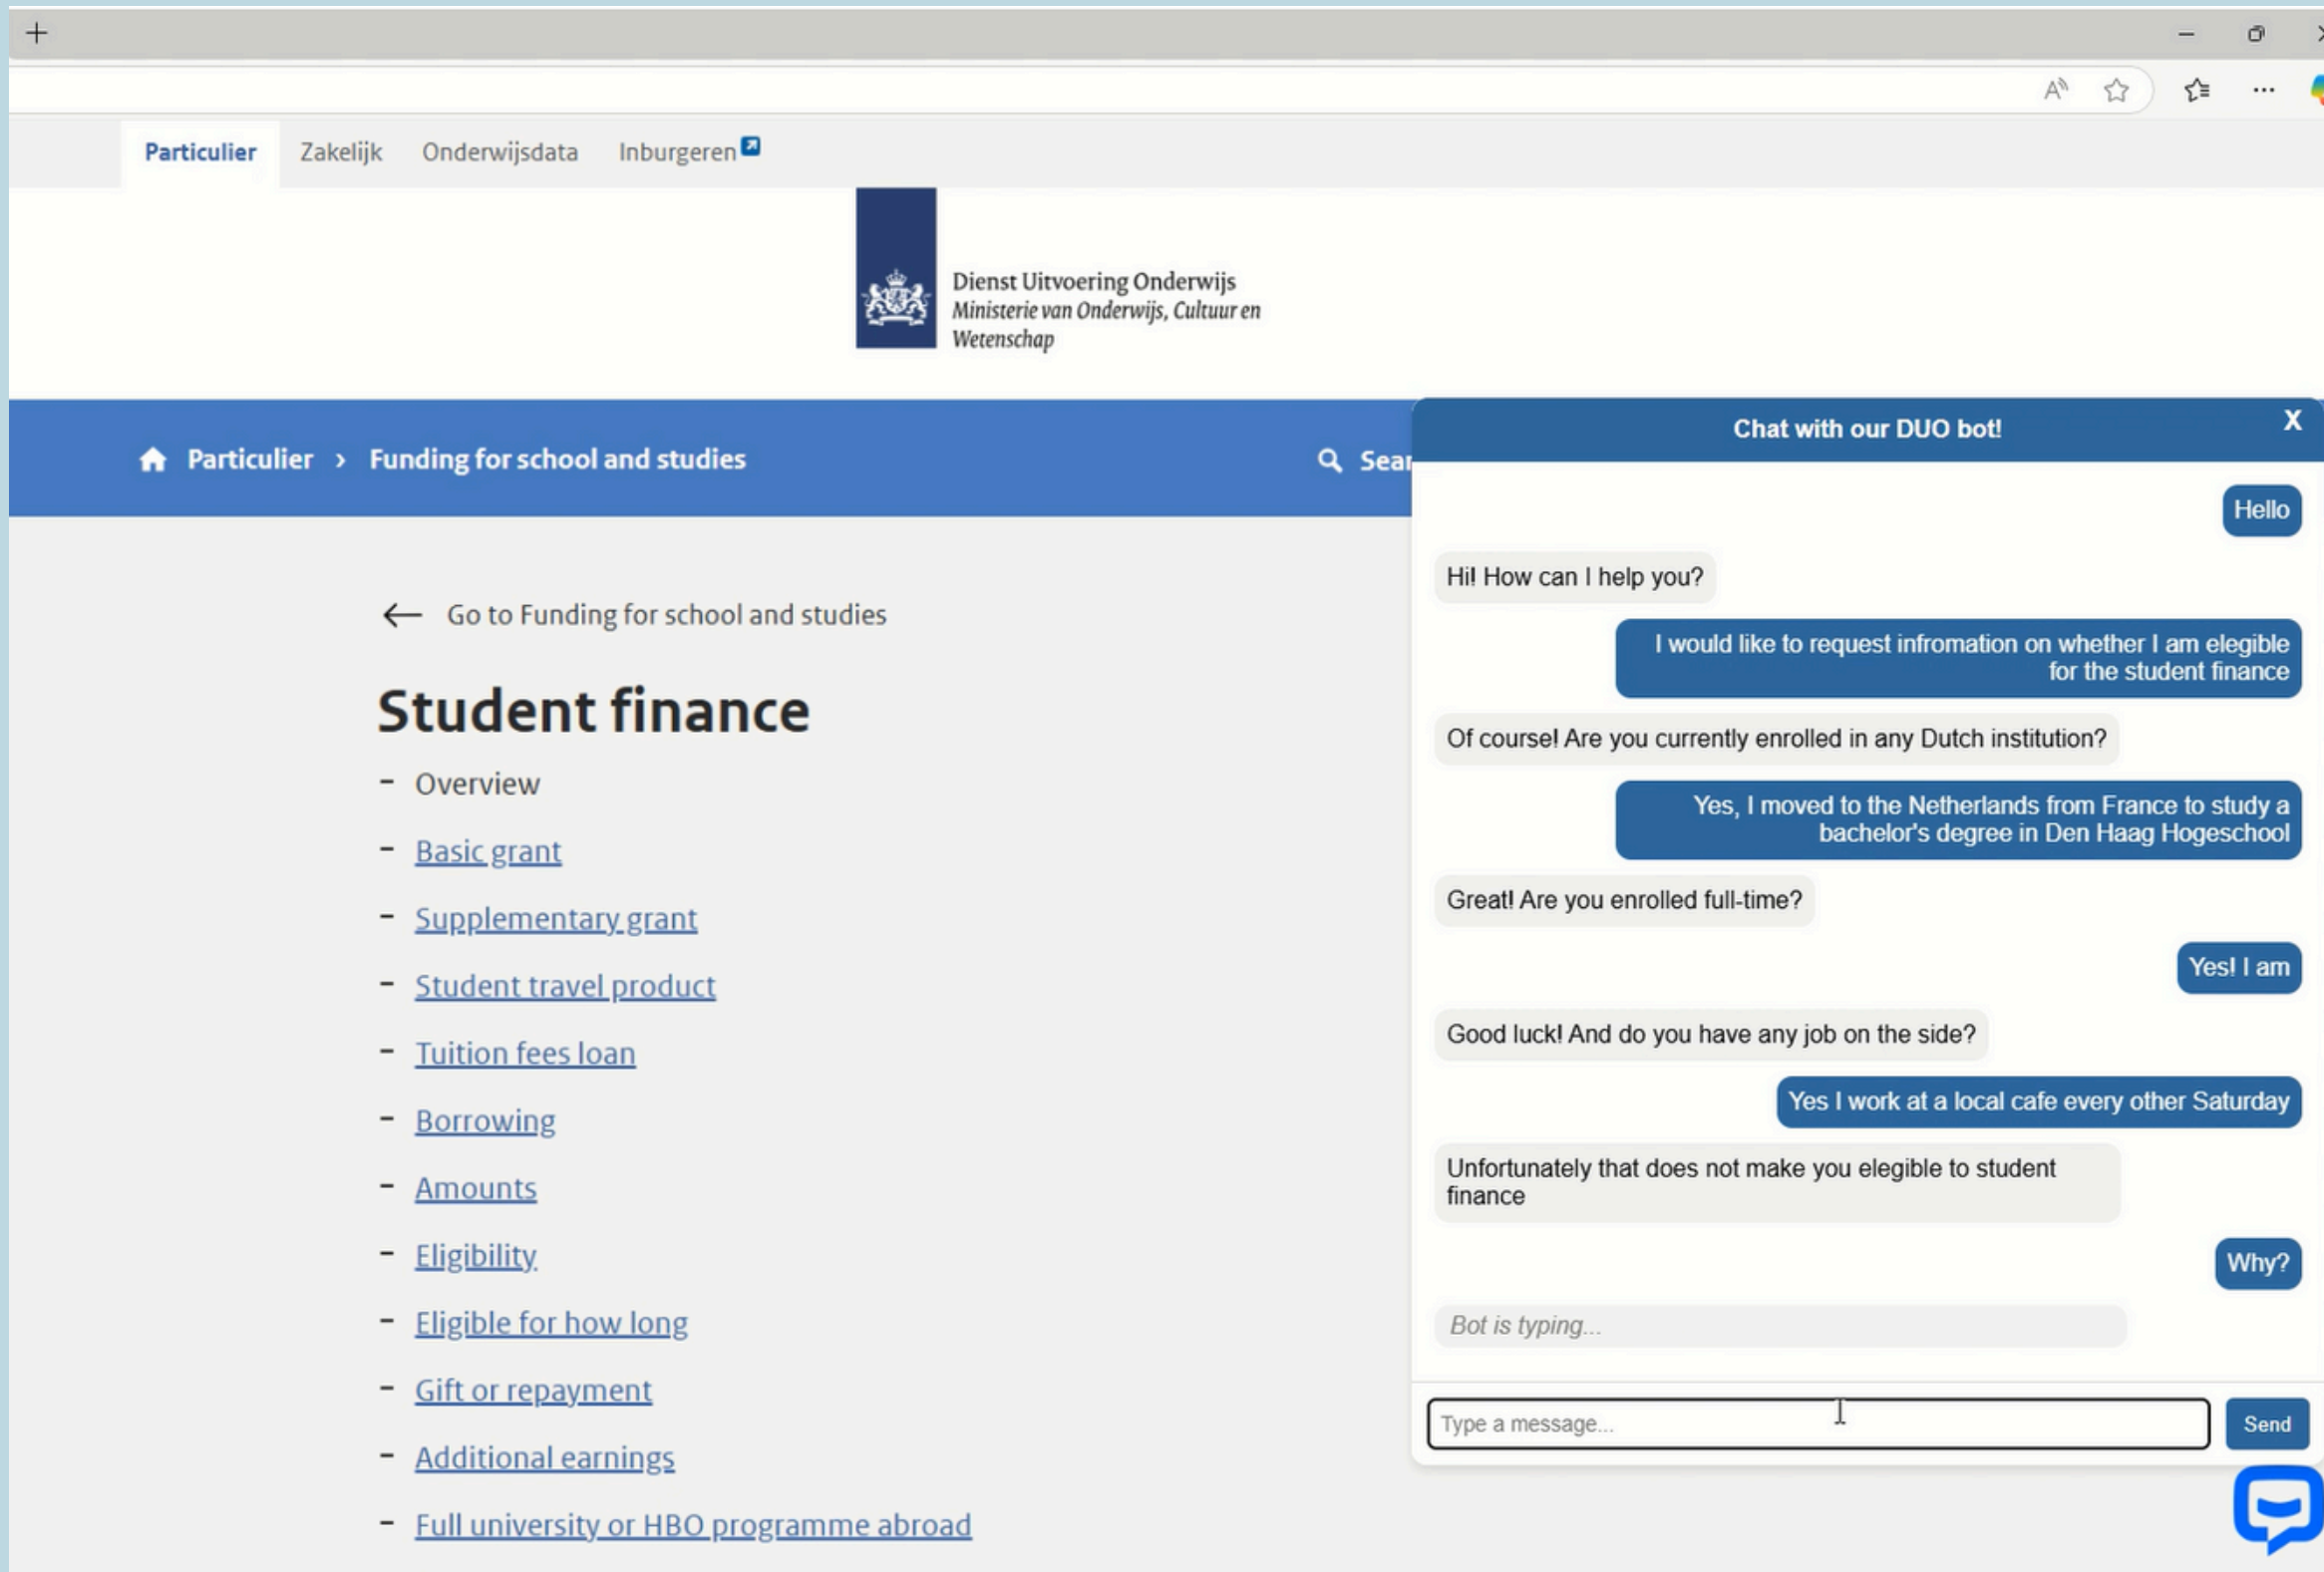 Particulier Zakelijk Onderwijsdata Inburgeren
Dienst Uitvoering Onderwijs
Ministerie van Onderwijs, Cultuur en
Wetenschap
Particulier > Funding for school and studies
Sear
Go to Funding for school and studies
Student finance
- Overview
- Basic grant
- Supplementary grant
- Student travel product
- Tuition fees loan
- Borrowing
- Amounts
- Eligibility
- Eligible for how long
- Gift or repayment
- Additional earnings
- Full university or HBO programme abroad
Chat with our DUO bot!
X
Hello
Hi! How can I help you?
I would like to request infromation on whether I am elegible
for the student finance
Of course! Are you currently enrolled in any Dutch institution?
Yes, I moved to the Netherlands from France to study a
bachelor's degree in Den Haag Hogeschool
Great! Are you enrolled full-time?
Yes! I am
Good luck! And do you have any job on the side?
Yes I work at a local cafe every other Saturday
Unfortunately that does not make you elegible to student
finance
Why?
Bot is typing...
Type a message...
Send